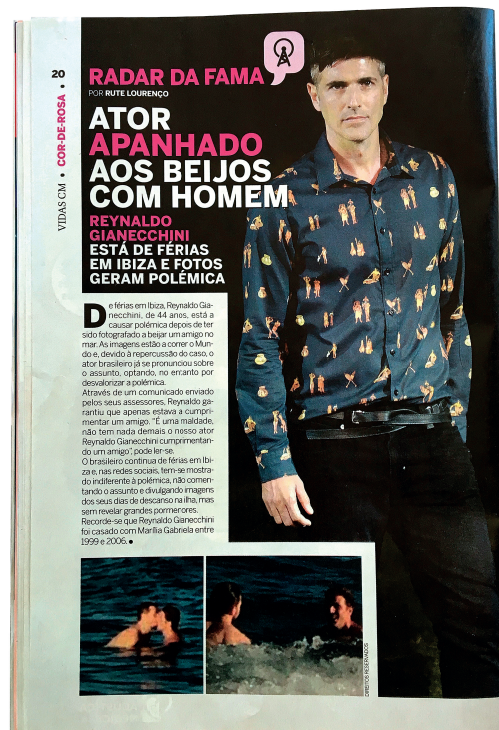 20
VIDAS CM • COR-DE-ROSA •
RADAR DA FAMA
POR RUTE LOURENÇO
ATOR
APANHADO
AOS BEIJOS
COM HOMEM
REYNALDO
GIANECCHINI
ESTÁ DE FÉRIAS
EM IBIZA E FOTOS
GERAM POLÉMICA
De férias em Ibiza, Reynaldo Gia-
necchini, de 44 anos, está a
causar polémica depois de ter
sido fotografado a beijar um amigo no
mar. As imagens estão a correr o Mun-
do e, devido à repercussão do caso, o
ator brasileiro já se pronunciou sobre
o assunto, optando, no entanto por
desvalorizar a polémica.
Através de um comunicado enviado
pelos seus assessores, Reynaldo ga-
rantiu que apenas estava a cumpri-
mentar um amigo. "É uma maldade,
não tem nada demais o nosso ator
Reynaldo Gianecchini cumprimentan-
do um amigo", pode ler-se.
O brasileiro continua de férias em Ibi-
za e, nas redes sociais, tem-se mostra-
do indiferente à polémica, não comen-
tando o assunto e divulgando imagens
dos seus dias de descanso na ilha, mas
sem revelar grandes pormenores.
Recorde-se que Reynaldo Gianecchini
foi casado com Marília Gabriela entre
1999 e 2006. •
DIREITOS RESERVADOS